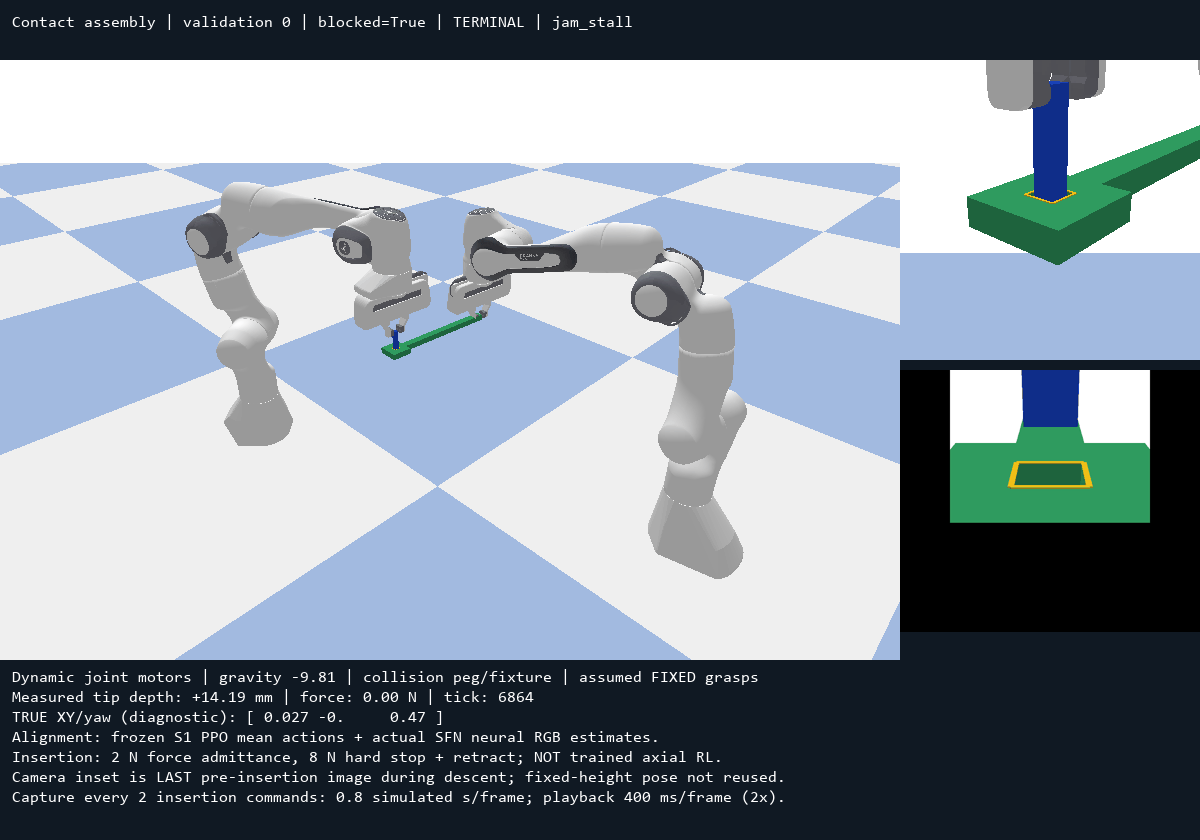 Contact assembly | validation 0 | blocked=True | TERMINAL | jam_stall
FRANKA
Dynamic joint motors | gravity -9.81 | collision peg/fixture | assumed FIXED grasps
Measured tip depth: +14.19 mm | force: 0.00 N | tick: 6864
TRUE XY/yaw (diagnostic): [ 0.027 -0.     0.47 ]
Alignment: frozen S1 PPO mean actions + actual SFN neural RGB estimates.
Insertion: 2 N force admittance, 8 N hard stop + retract; NOT trained axial RL.
Camera inset is LAST pre-insertion image during descent; fixed-height pose not reused.
Capture every 2 insertion commands: 0.8 simulated s/frame; playback 400 ms/frame (2x).